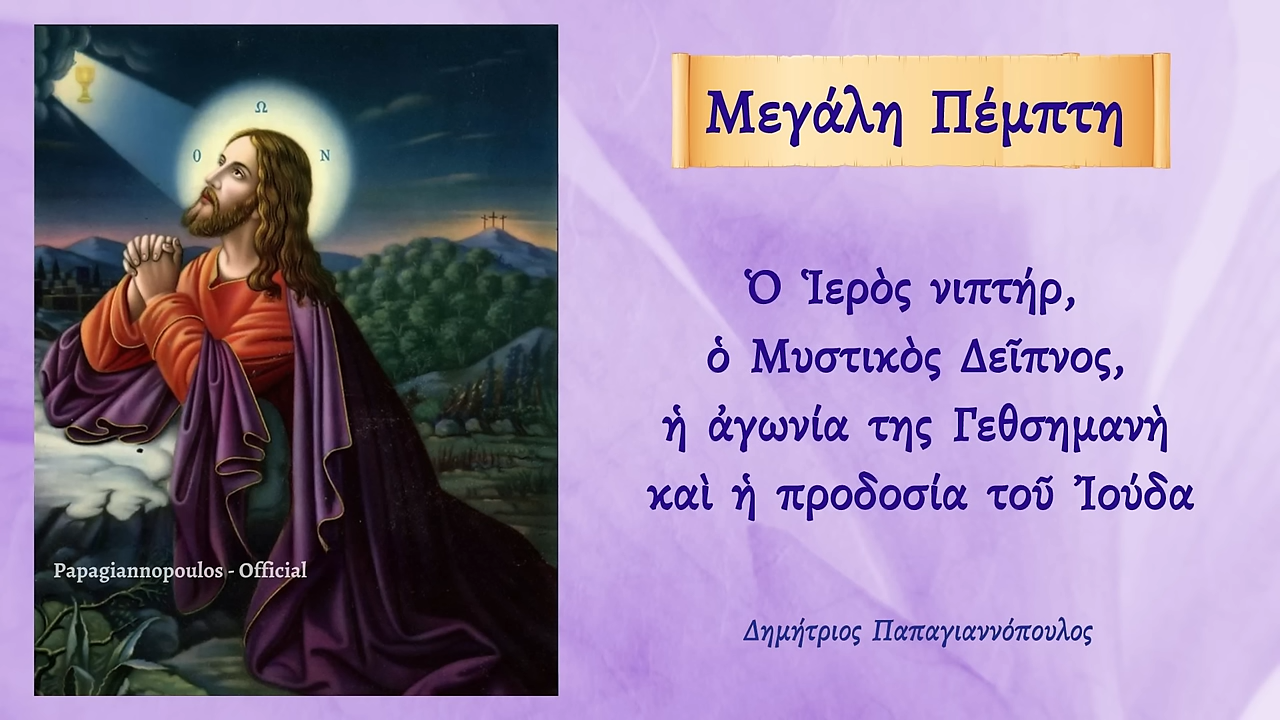 Ω
Ο Ν
Papagiannopoulos - Official
Μεγάλη Πέμπτη
Ὁ Ἱερὸς νιπτήρ,
ὁ Μυστικὸς Δεῖπνος,
ἡ ἀγωνία της Γεθσημανὴ
καὶ ἡ προδοσία τοῦ Ἰούδα
Δημήτριος Παπαγιαννόπουλος